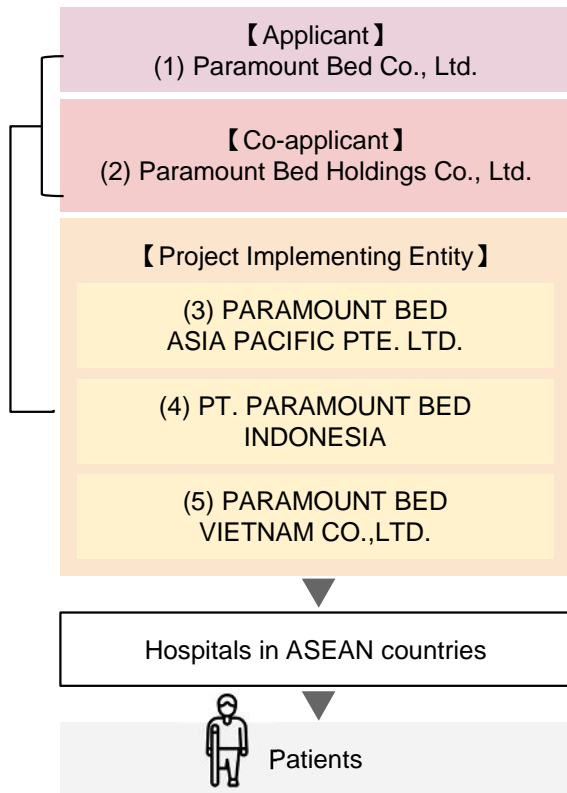 【Applicant】
(1) Paramount Bed Co., Ltd.
【Co-applicant】
(2) Paramount Bed Holdings Co., Ltd.
【Project Implementing Entity】
(3) PARAMOUNT BED
ASIA PACIFIC PTE. LTD.
(4) PT. PARAMOUNT BED
INDONESIA
(5) PARAMOUNT BED
VIETNAM CO.,LTD.
Hospitals in ASEAN countries
Patients